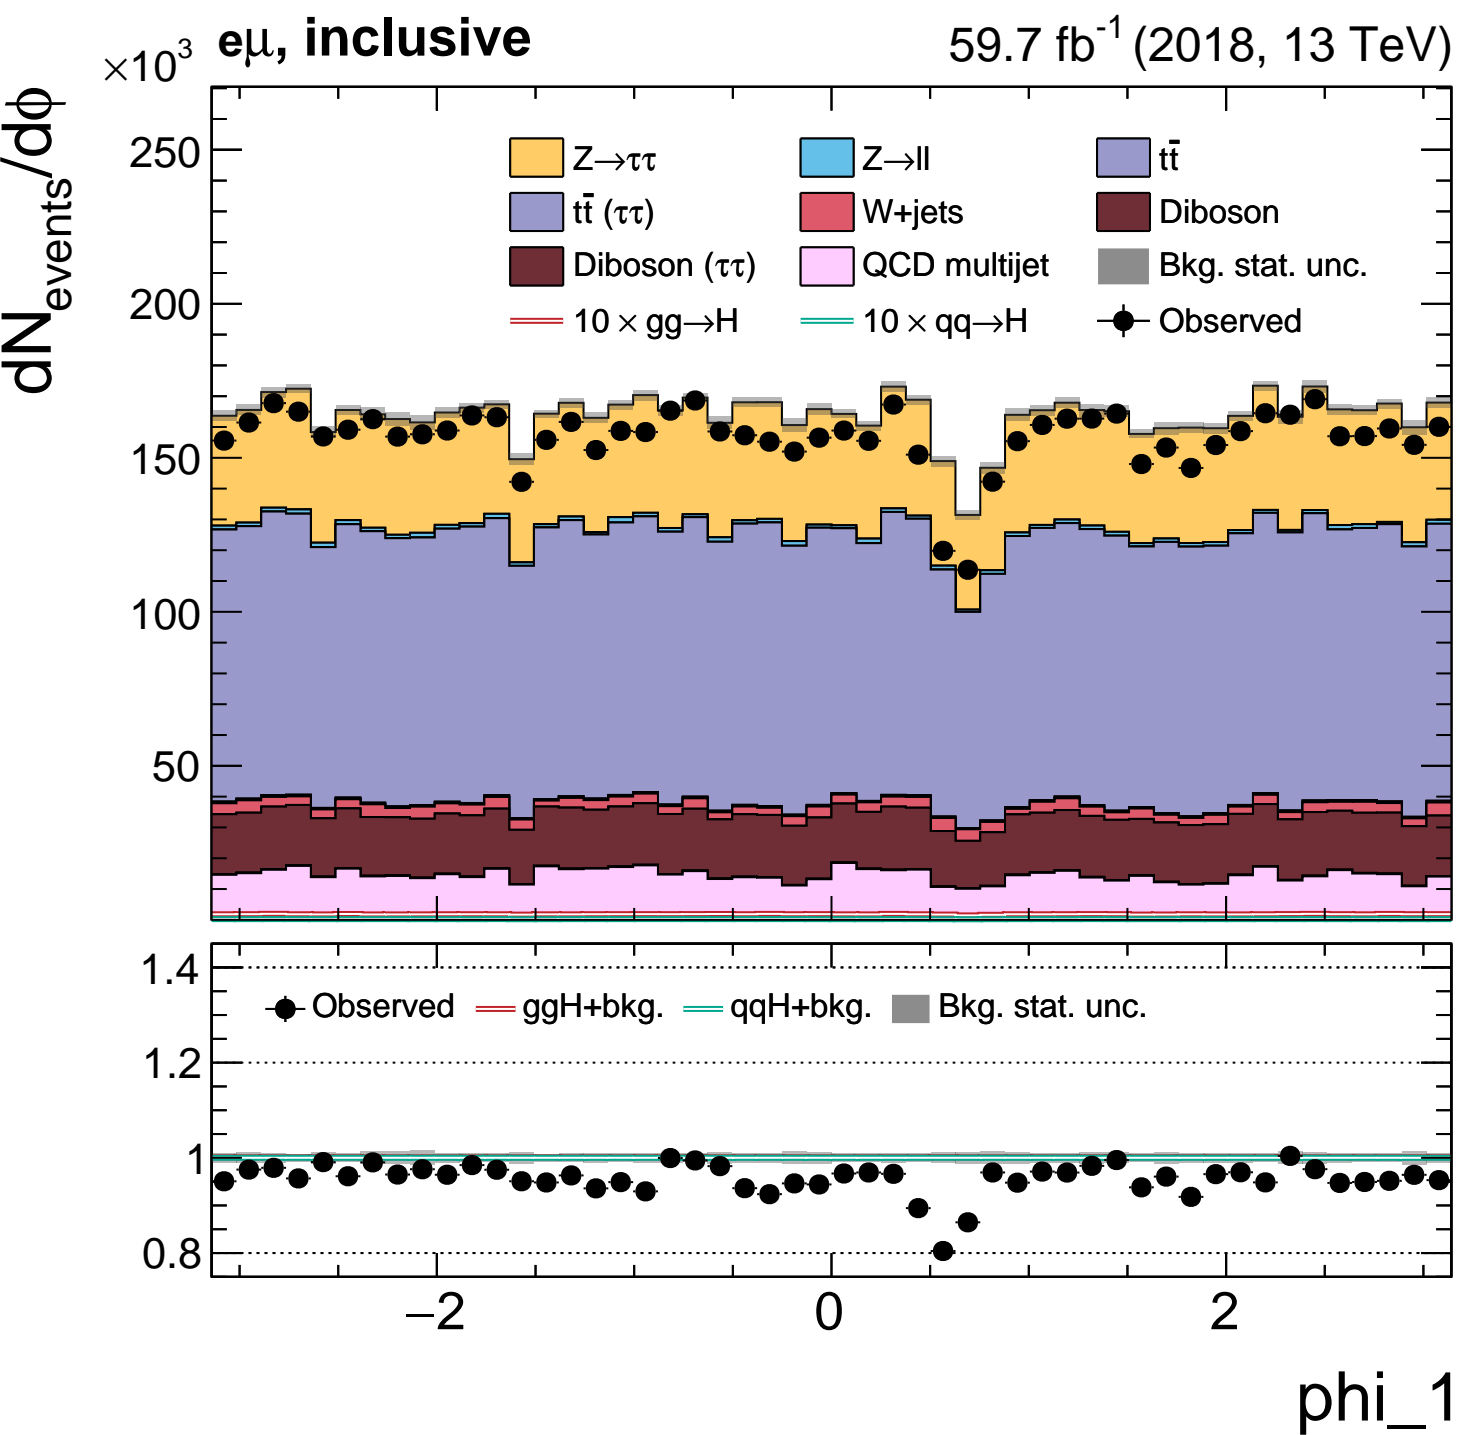 ×10³ eμ, inclusive 59.7 fb⁻¹ (2018, 13 TeV)
dN_events/dϕ
250
200
150
100
50
Z→ττ Z→ll tt̄
tt̄ (ττ) W+jets Diboson
Diboson (ττ) QCD multijet Bkg. stat. unc.
10 × gg→H 10 × qq→H Observed
1.4
1.2
1
0.8
Observed ggH+bkg. qqH+bkg. Bkg. stat. unc.
−2 0 2
phi_1